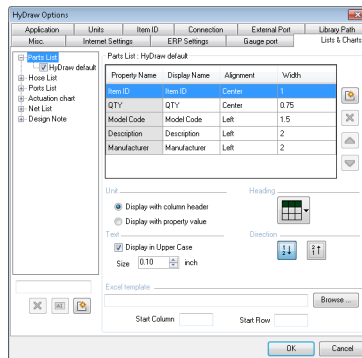 HyDraw Options
Application Units Item ID Connection External Port Library Path
Misc. Internet Settings ERP Settings Gauge port Lists & Charts
Parts List
HyDraw default
Hose List
Ports List
Actuation chart
Net List
Design Note
Parts List : HyDraw default
Property Name Display Name Alignment Width
Item ID Item ID Center 1
QTY QTY Center 0.75
Model Code Model Code Left 1.5
Description Description Left 2
Manufacturer Manufacturer Left 2
Unit
Display with column header
Display with property value
Heading
Text
Display in Upper Case
Size 0.10 inch
Direction
Excel template
Browse ...
Start Column Start Row
OK Cancel